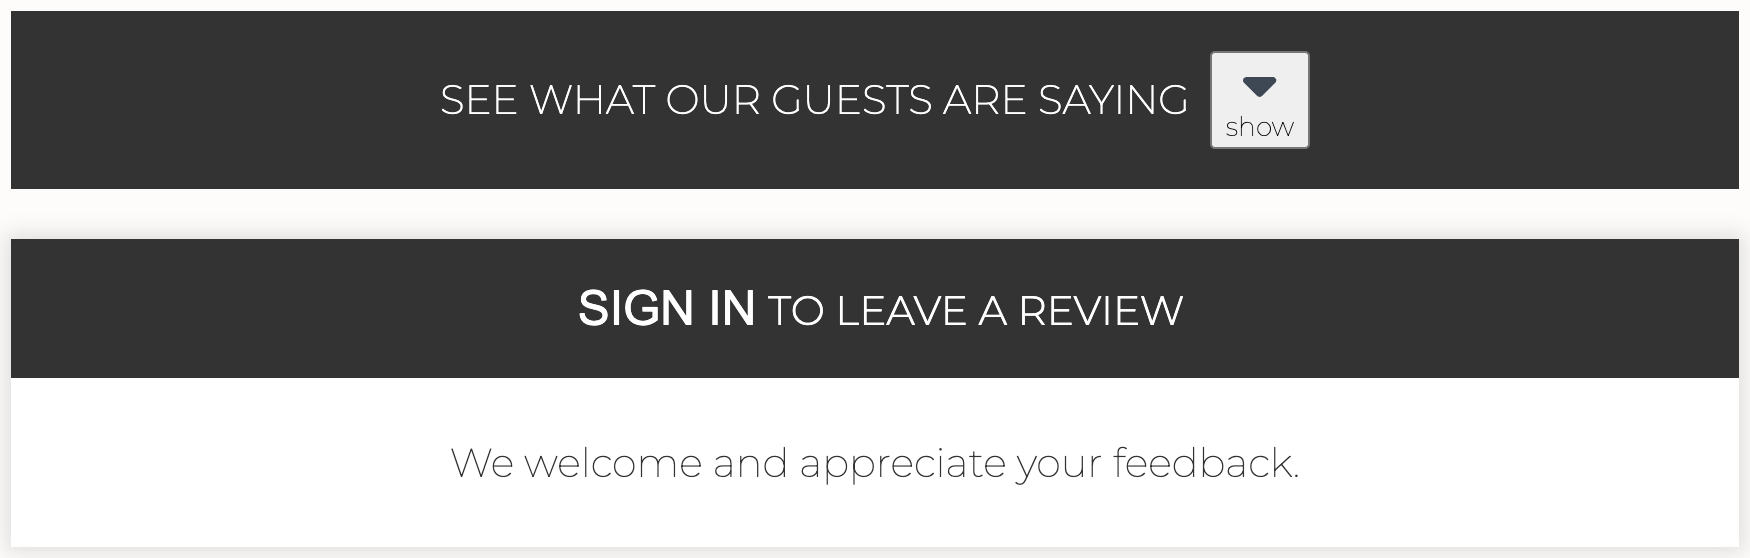 SEE WHAT OUR GUESTS ARE SAYING
show
SIGN IN TO LEAVE A REVIEW
We welcome and appreciate your feedback.